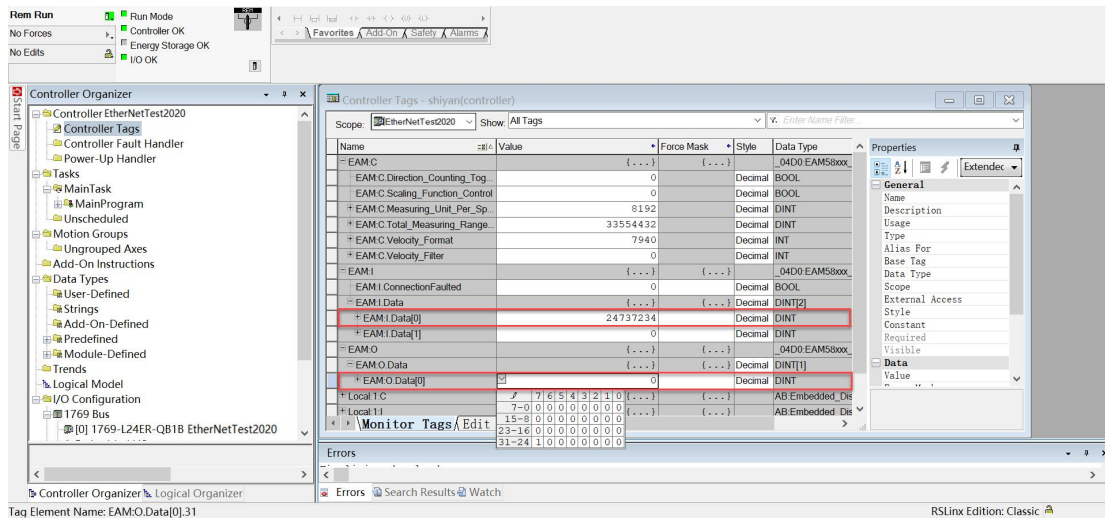 Rem Run
No Forces
No Edits
Run Mode
Controller OK
Energy Storage OK
I/O OK
REM
Favorites Add-On Safety Alarms
Start Page
Controller Organizer
Controller EtherNetTest2020
Controller Tags
Controller Fault Handler
Power-Up Handler
Tasks
MainTask
MainProgram
Unscheduled
Motion Groups
Ungrouped Axes
Add-On Instructions
Data Types
User-Defined
Strings
Add-On-Defined
Predefined
Module-Defined
Trends
Logical Model
I/O Configuration
1769 Bus
[0] 1769-L24ER-QB1B EtherNetTest2020
Controller Organizer Logical Organizer
Controller Tags - shiyan(controller)
Scope: EtherNetTest2020 Show: All Tags Enter Name Filter...
Name Value Force Mask Style Data Type
EAM:C {...} {...} _04D0:EAM58xxx_
EAM:C.Direction_Counting_Tog... 0 Decimal BOOL
EAM:C.Scaling_Function_Control 0 Decimal BOOL
EAM:C.Measuring_Unit_Per_Sp... 8192 Decimal DINT
EAM:C.Total_Measuring_Range... 33554432 Decimal DINT
EAM:C.Velocity_Format 7940 Decimal INT
EAM:C.Velocity_Filter 0 Decimal INT
EAM:I {...} {...} _04D0:EAM58xxx_
EAM:I.ConnectionFaulted 0 Decimal BOOL
EAM:I.Data {...} {...} Decimal DINT[2]
EAM:I.Data[0] 24737234 Decimal DINT
EAM:I.Data[1] 0 Decimal DINT
EAM:O {...} {...} _04D0:EAM58xxx_
EAM:O.Data {...} {...} Decimal DINT[1]
EAM:O.Data[0] 0 Decimal DINT
Local:1:C {...} {...} AB:Embedded_Dis
Local:1:I {...} {...} AB:Embedded_Dis
7 6 5 4 3 2 1 0
7-0 0 0 0 0 0 0 0 0
15-8 0 0 0 0 0 0 0 0
23-16 0 0 0 0 0 0 0 0
31-24 1 0 0 0 0 0 0 0
Monitor Tags Edit
Properties
Extendec
General
Name
Description
Usage
Type
Alias For
Base Tag
Data Type
Scope
External Access
Style
Constant
Required
Visible
Data
Value
Errors
Errors Search Results Watch
Tag Element Name: EAM:O.Data[0].31
RSLinx Edition: Classic